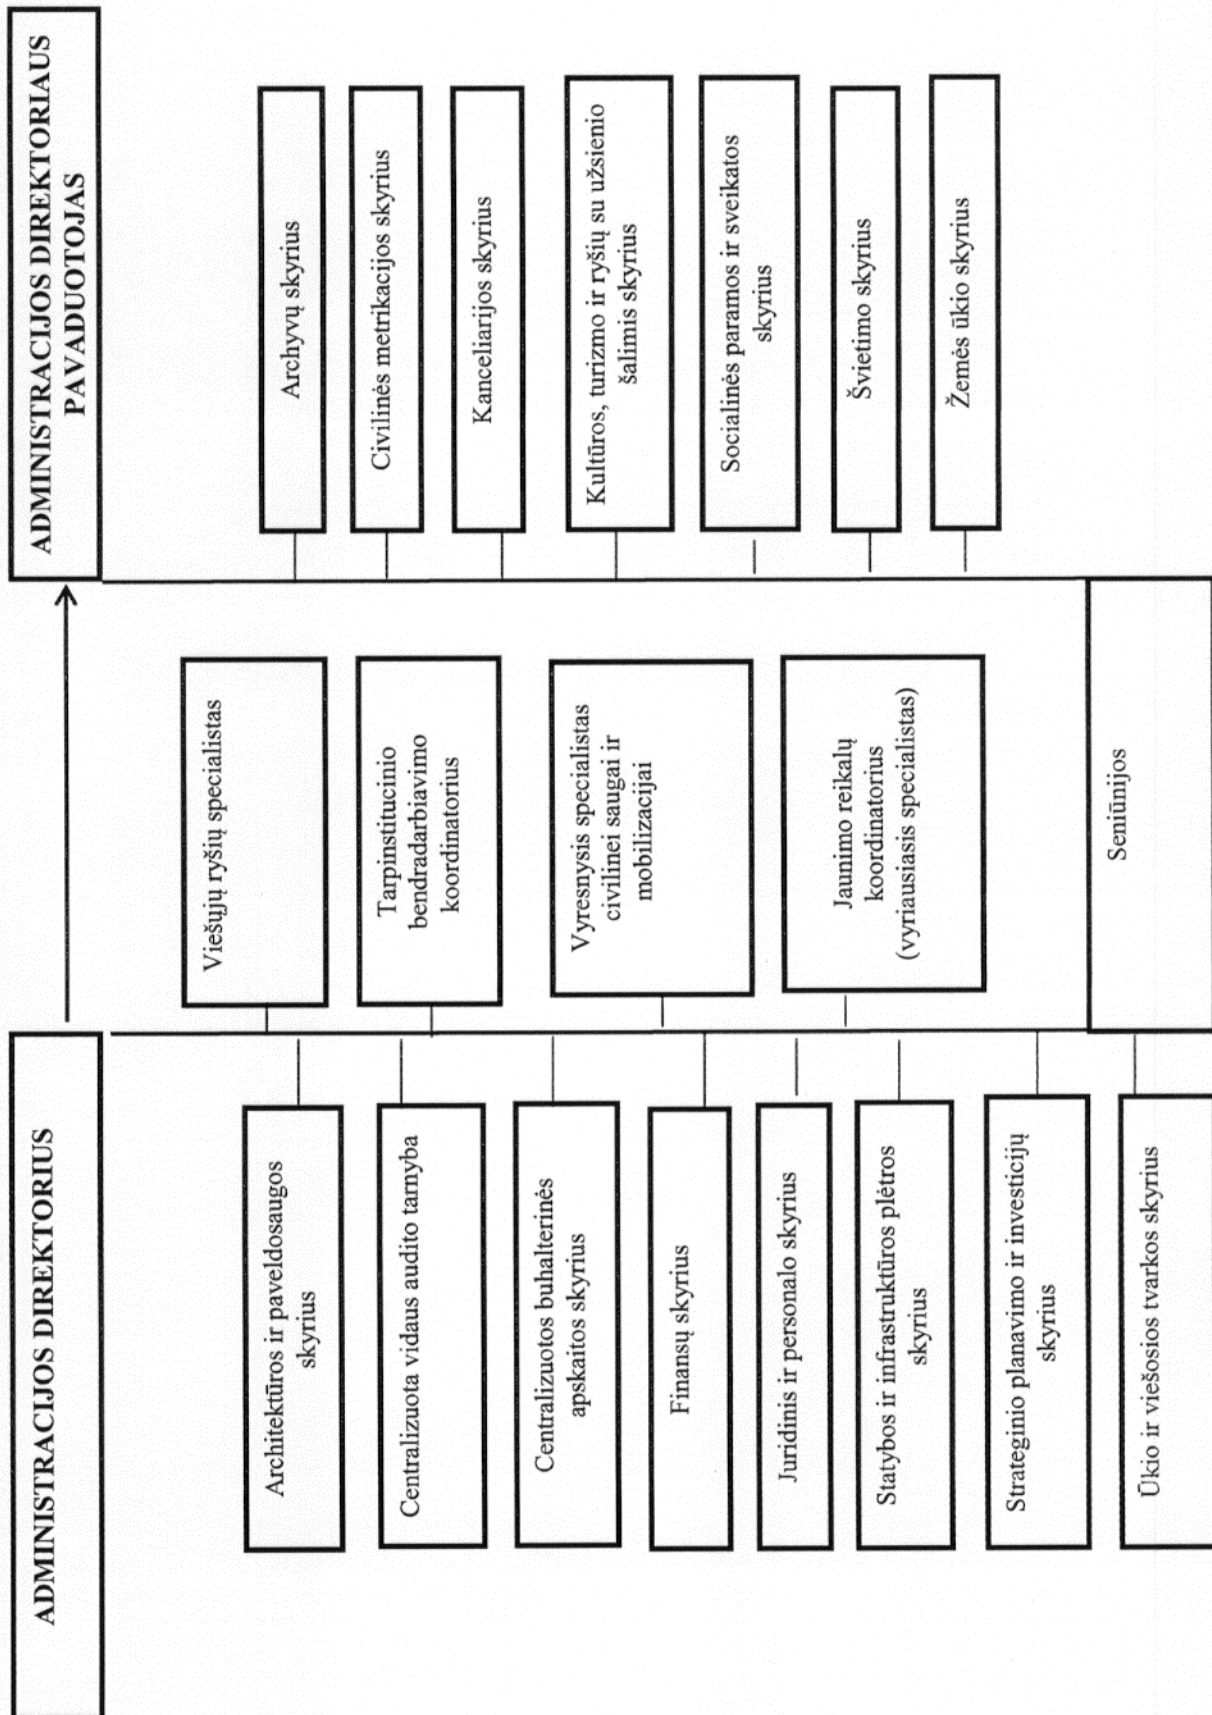 ADMINISTRACIJOS DIREKTORIUS
ADMINISTRACIJOS DIREKTORIAUS
PAVADUOTOJAS
Architektūros ir paveldosaugos
skyrius
Centralizuota vidaus audito tarnyba
Centralizuotos buhalterinės
apskaitos skyrius
Finansų skyrius
Juridinis ir personalo skyrius
Statybos ir infrastruktūros plėtros
skyrius
Strateginio planavimo ir investicijų
skyrius
Ūkio ir viešosios tvarkos skyrius
Viešųjų ryšių specialistas
Tarpinstitucinio
bendradarbiavimo
koordinatorius
Vyresnysis specialistas
civilinei saugai ir
mobilizacijai
Jaunimo reikalų
koordinatorius
(vyriausiasis specialistas)
Seniūnijos
Archyvų skyrius
Civilinės metrikacijos skyrius
Kanceliarijos skyrius
Kultūros, turizmo ir ryšių su užsienio
šalimis skyrius
Socialinės paramos ir sveikatos
skyrius
Švietimo skyrius
Žemės ūkio skyrius